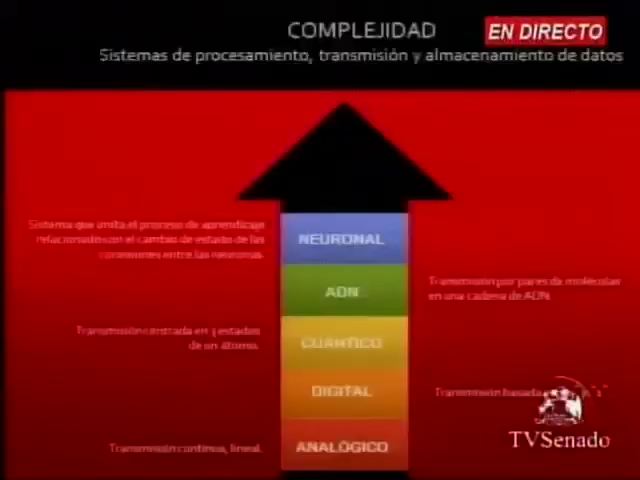 COMPLEJIDAD
EN DIRECTO
Sistemas de procesamiento, transmisión y almacenamiento de datos
Sistema que imita el proceso de aprendizaje
relacionado con el cambio de estado de las
conexiones entre las neuronas.
NEURONAL
ADN
Transmisión por pares de moléculas
en una cadena de ADN.
Transmisión centrada en 3 estados
de un átomo.
CUÁNTICO
DIGITAL
Transmisión basada
Transmisión continua, lineal.
ANALÓGICO
TVSenado